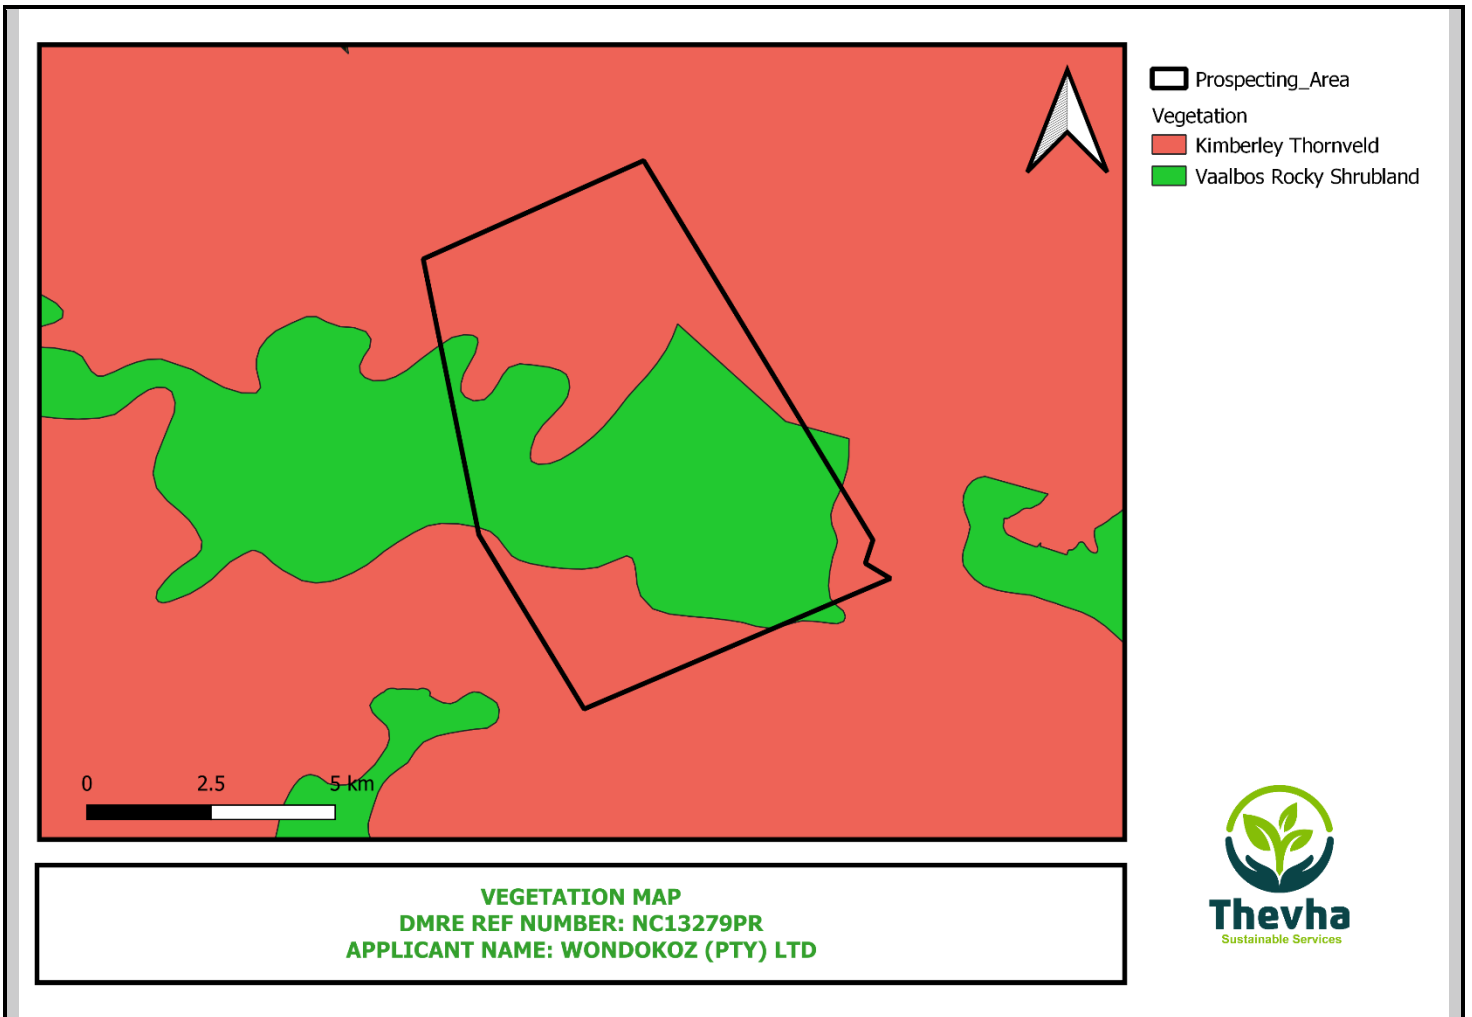 Prospecting_Area
Vegetation
Kimberley Thornveld
Vaalbos Rocky Shrubland
0 2.5 5 km
VEGETATION MAP
DMRE REF NUMBER: NC13279PR
APPLICANT NAME: WONDOKOZ (PTY) LTD
Thevha
Sustainable Services